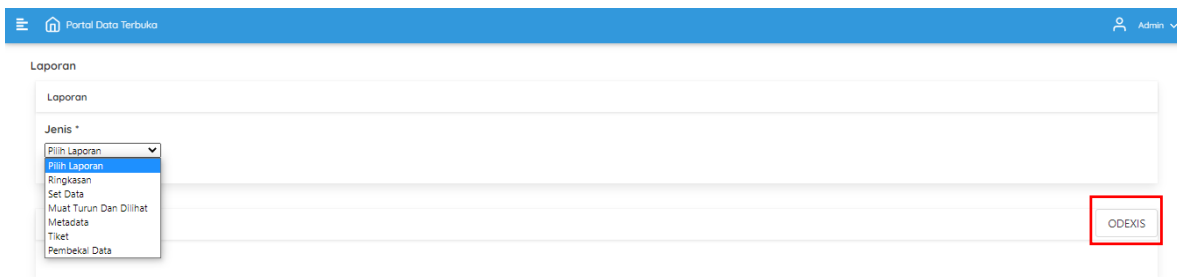 Portal Data Terbuka
Admin
Laporan
Laporan
Jenis *
Pilih Laporan
Pilih Laporan
Ringkasan
Set Data
Muat Turun Dan Dilihat
Metadata
Tiket
Pembekal Data
ODEXIS